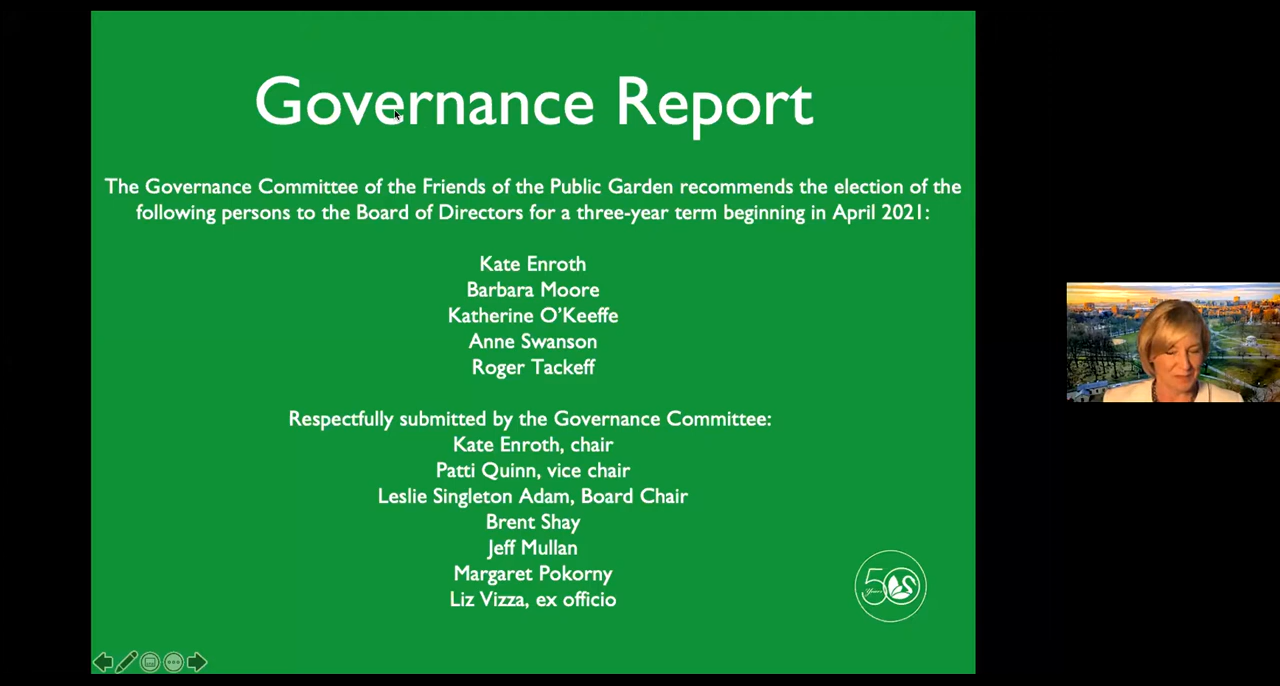 Governance Report
The Governance Committee of the Friends of the Public Garden recommends the election of the
following persons to the Board of Directors for a three-year term beginning in April 2021:
Kate Enroth
Barbara Moore
Katherine O'Keeffe
Anne Swanson
Roger Tackeff
Respectfully submitted by the Governance Committee:
Kate Enroth, chair
Patti Quinn, vice chair
Leslie Singleton Adam, Board Chair
Brent Shay
Jeff Mullan
Margaret Pokorny
Liz Vizza, ex officio
50
Years